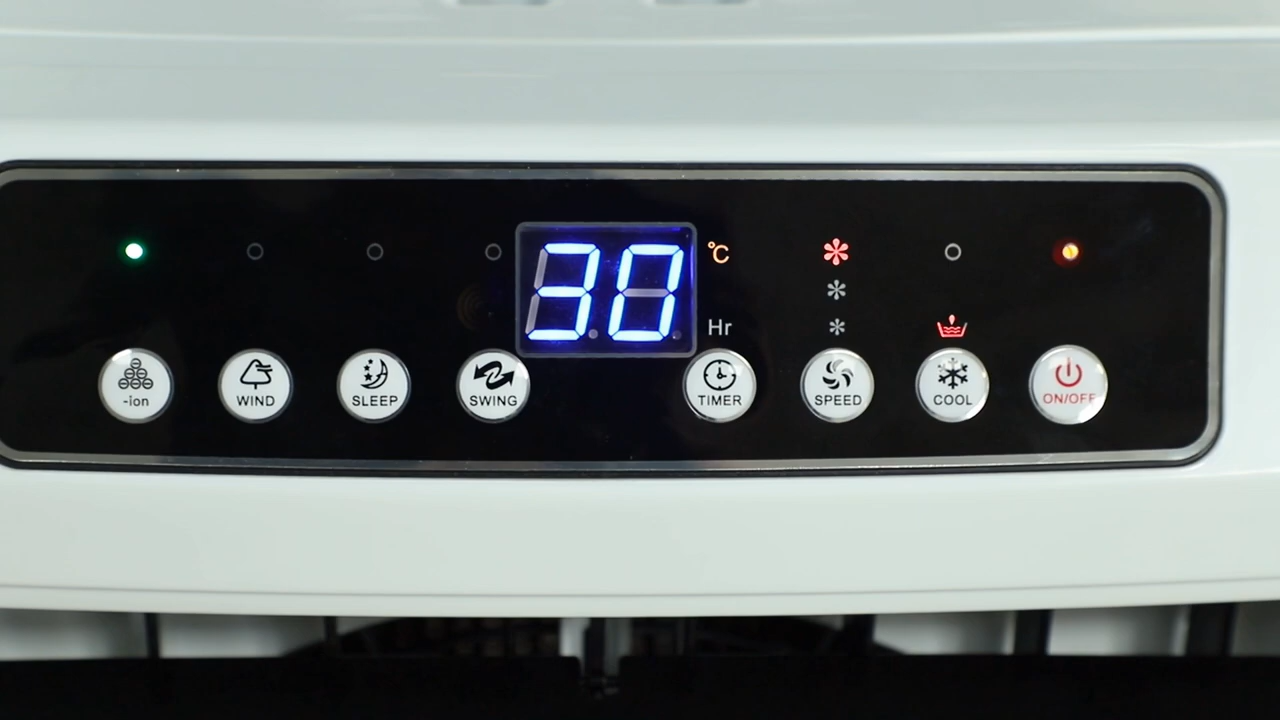 30
°C
Hr
-ion
WIND
SLEEP
SWING
TIMER
SPEED
COOL
ON/OFF